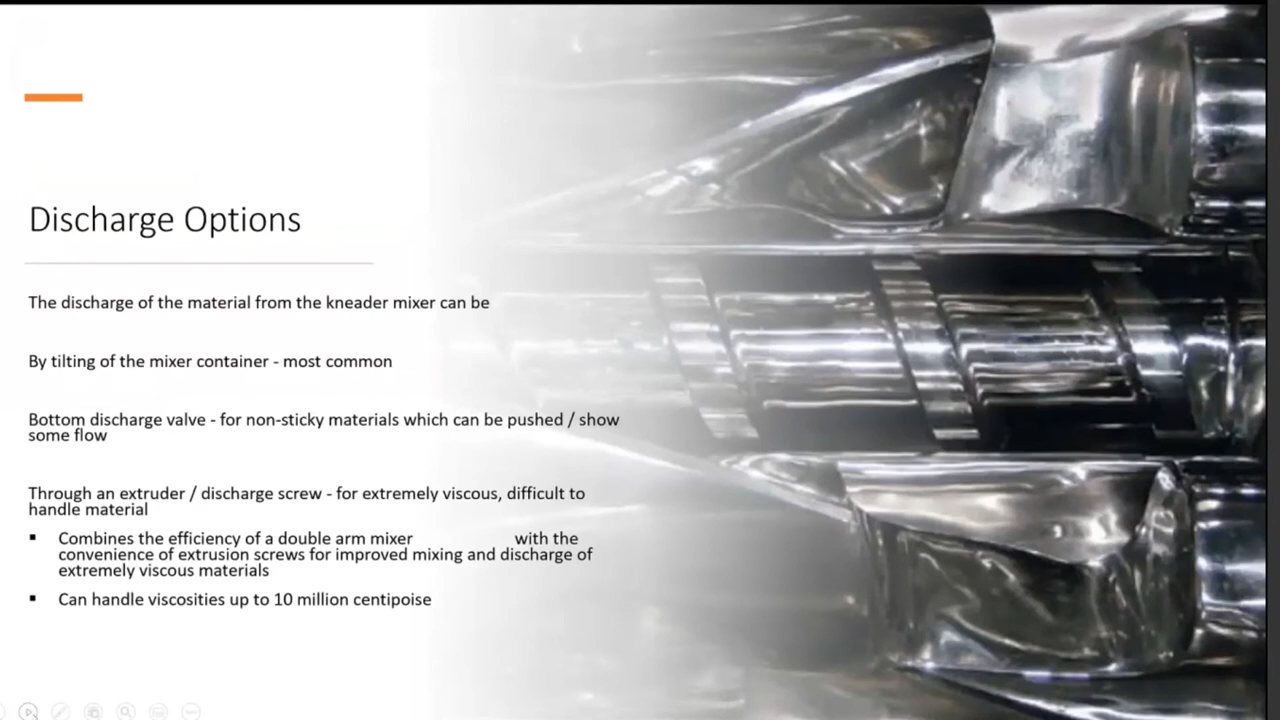 Discharge Options
The discharge of the material from the kneader mixer can be
By tilting of the mixer container - most common
Bottom discharge valve - for non-sticky materials which can be pushed / show
some flow
Through an extruder / discharge screw - for extremely viscous, difficult to
handle material
▪ Combines the efficiency of a double arm mixer with the
convenience of extrusion screws for improved mixing and discharge of
extremely viscous materials
▪ Can handle viscosities up to 10 million centipoise